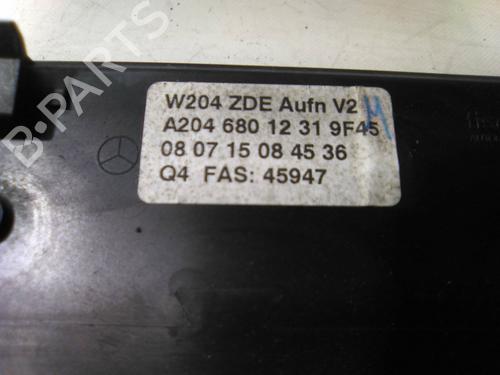 W204 ZDE Aufn V2
A204 680 12 31 9F45
08 07 15 08 45 36
Q4 FAS: 45947
B-PARTS